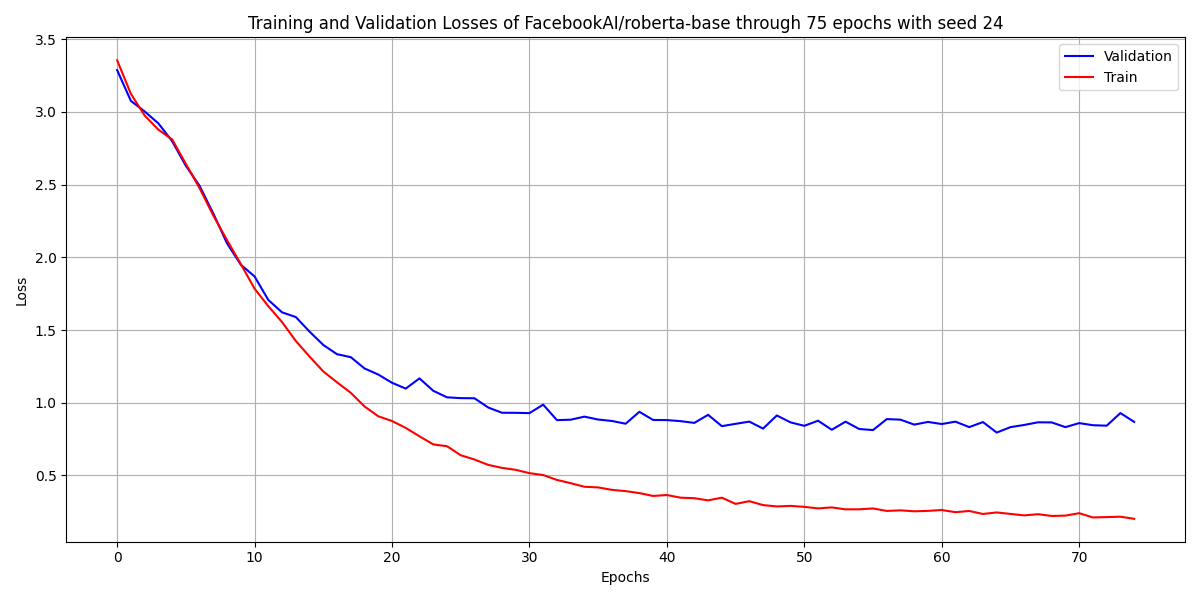 Training and Validation Losses of FacebookAI/roberta-base through 75 epochs with seed 24
Validation
Train
3.5
3.0
2.5
2.0
1.5
1.0
0.5
Loss
0 10 20 30 40 50 60 70
Epochs